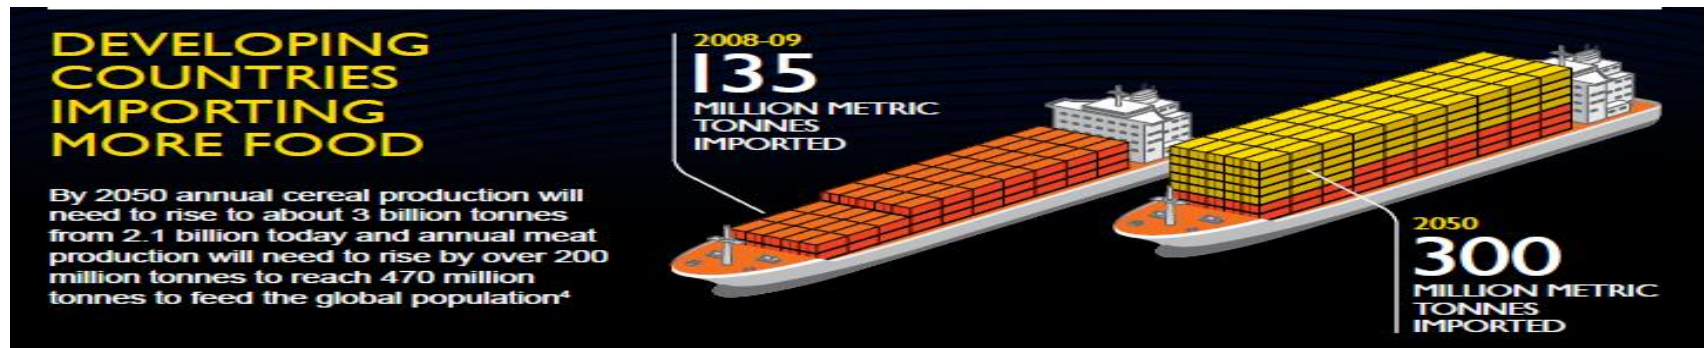 DEVELOPING
COUNTRIES
IMPORTING
MORE FOOD
By 2050 annual cereal production will
need to rise to about 3 billion tonnes
from 2.1 billion today and annual meat
production will need to rise by over 200
million tonnes to reach 470 million
tonnes to feed the global population⁴
2008-09
135
MILLION METRIC
TONNES
IMPORTED
2050
300
MILLION METRIC
TONNES
IMPORTED